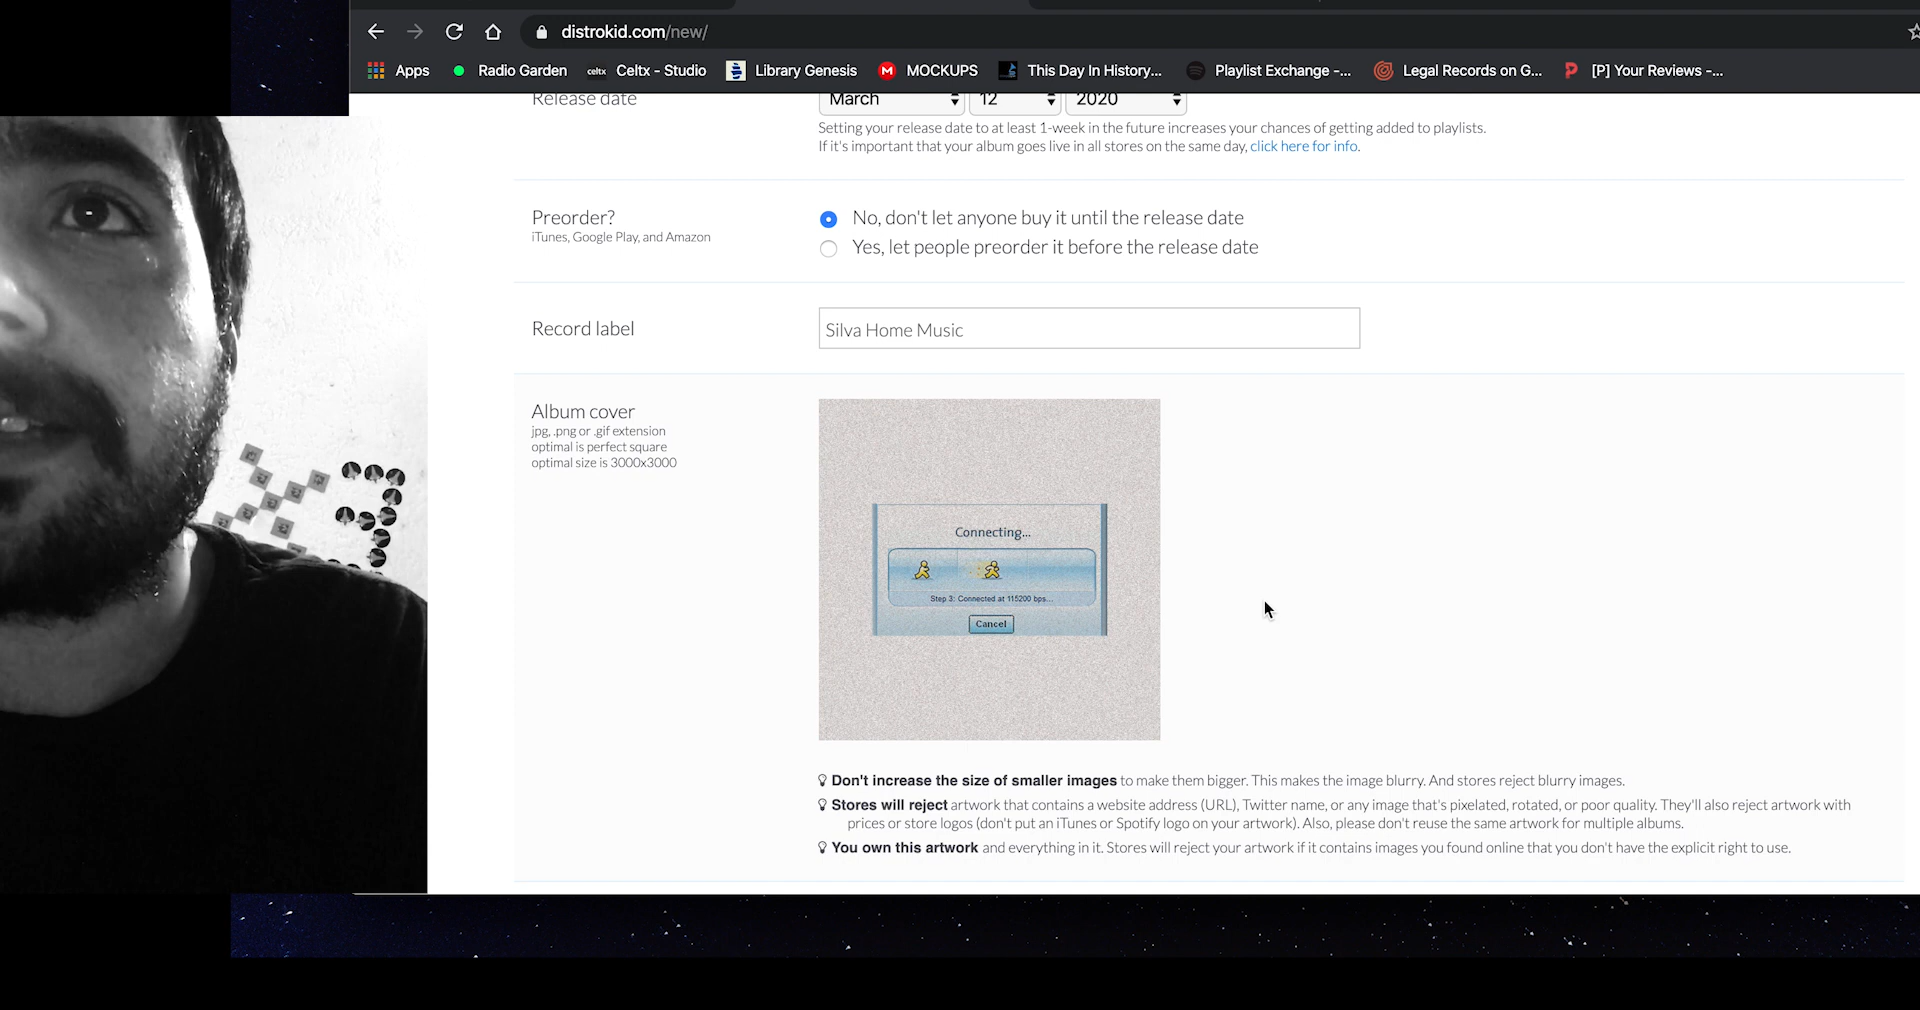 distrokid.com/new/
Apps Radio Garden celtx Celtx - Studio Library Genesis M MOCKUPS This Day In History... Playlist Exchange -... Legal Records on G... [P] Your Reviews -...
Release date March 12 2020
Setting your release date to at least 1-week in the future increases your chances of getting added to playlists.
If it's important that your album goes live in all stores on the same day, click here for info.
Preorder?
iTunes, Google Play, and Amazon
No, don't let anyone buy it until the release date
Yes, let people preorder it before the release date
Record label Silva Home Music
Album cover
jpg, .png or .gif extension
optimal is perfect square
optimal size is 3000x3000
Connecting...
Step 3: Connected at 115200 bps...
Cancel
Don't increase the size of smaller images to make them bigger. This makes the image blurry. And stores reject blurry images.
Stores will reject artwork that contains a website address (URL), Twitter name, or any image that's pixelated, rotated, or poor quality. They'll also reject artwork with
prices or store logos (don't put an iTunes or Spotify logo on your artwork). Also, please don't reuse the same artwork for multiple albums.
You own this artwork and everything in it. Stores will reject your artwork if it contains images you found online that you don't have the explicit right to use.